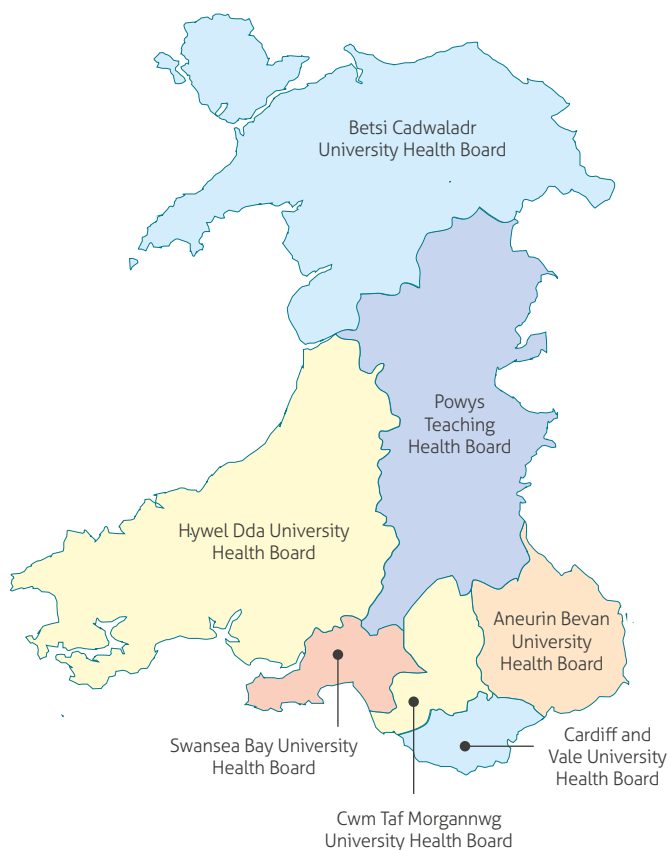 Betsi Cadwaladr
University Health Board
Powys
Teaching
Health Board
Hywel Dda University
Health Board
Aneurin Bevan
University
Health Board
Swansea Bay University
Health Board
Cardiff and
Vale University
Health Board
Cwm Taf Morgannwg
University Health Board